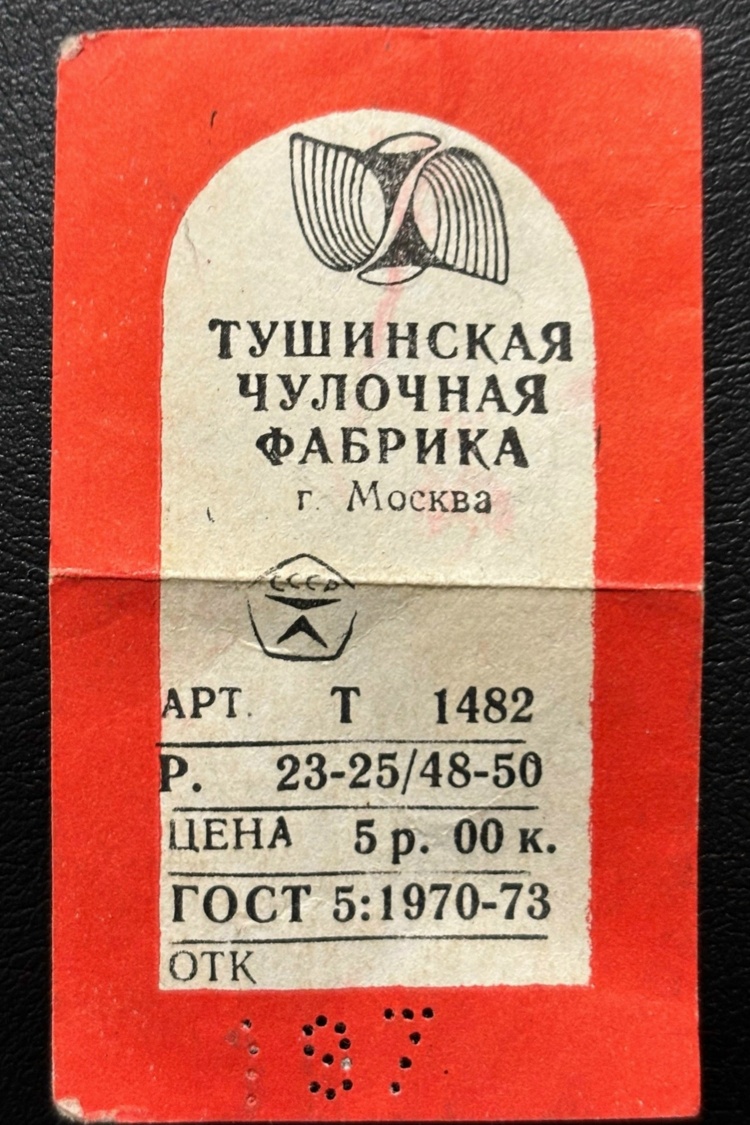 ТУШИНСКАЯ
ЧУЛОЧНАЯ
ФАБРИКА
г. Москва
СССР
АРТ. Т 1482
Р. 23-25/48-50
ЦЕНА 5 р. 00 к.
ГОСТ 5:1970-73
ОТК
197